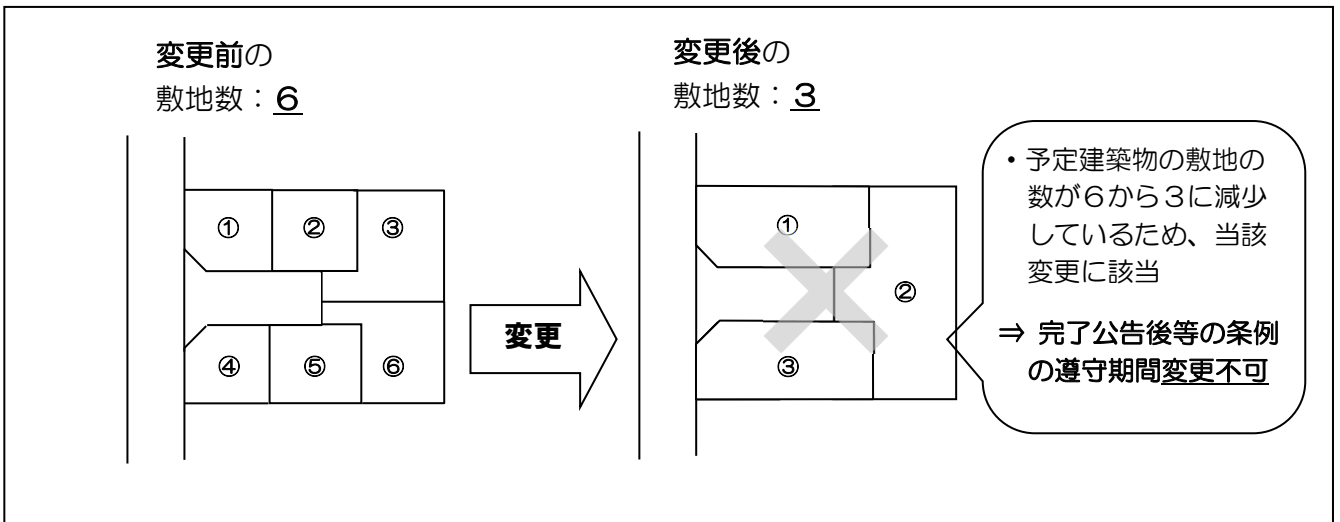 変更前の
敷地数：６
① ② ③
④ ⑤ ⑥
変更
変更後の
敷地数：３
①
②
③
・予定建築物の敷地の
数が６から３に減少
しているため、当該
変更に該当
⇒ 完了公告後等の条例
の遵守期間変更不可